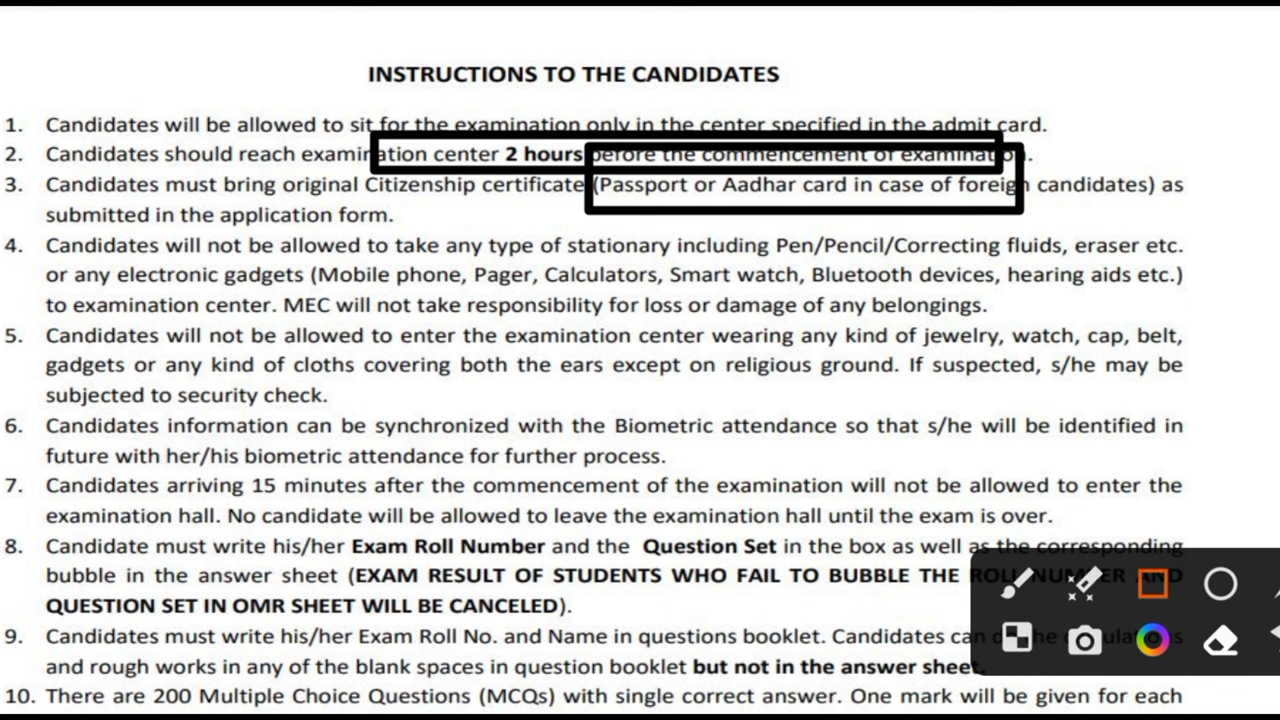 INSTRUCTIONS TO THE CANDIDATES
1. Candidates will be allowed to sit for the examination only in the center specified in the admit card.
2. Candidates should reach examination center 2 hours before the commencement of examination.
3. Candidates must bring original Citizenship certificate (Passport or Aadhar card in case of foreign candidates) as
submitted in the application form.
4. Candidates will not be allowed to take any type of stationary including Pen/Pencil/Correcting fluids, eraser etc.
or any electronic gadgets (Mobile phone, Pager, Calculators, Smart watch, Bluetooth devices, hearing aids etc.)
to examination center. MEC will not take responsibility for loss or damage of any belongings.
5. Candidates will not be allowed to enter the examination center wearing any kind of jewelry, watch, cap, belt,
gadgets or any kind of cloths covering both the ears except on religious ground. If suspected, s/he may be
subjected to security check.
6. Candidates information can be synchronized with the Biometric attendance so that s/he will be identified in
future with her/his biometric attendance for further process.
7. Candidates arriving 15 minutes after the commencement of the examination will not be allowed to enter the
examination hall. No candidate will be allowed to leave the examination hall until the exam is over.
8. Candidate must write his/her Exam Roll Number and the Question Set in the box as well as the corresponding
bubble in the answer sheet (EXAM RESULT OF STUDENTS WHO FAIL TO BUBBLE THE ROLL NUMBER AND
QUESTION SET IN OMR SHEET WILL BE CANCELED).
9. Candidates must write his/her Exam Roll No. and Name in questions booklet. Candidates can
and rough works in any of the blank spaces in question booklet but not in the answer sheet.
10. There are 200 Multiple Choice Questions (MCQs) with single correct answer. One mark will be given for each